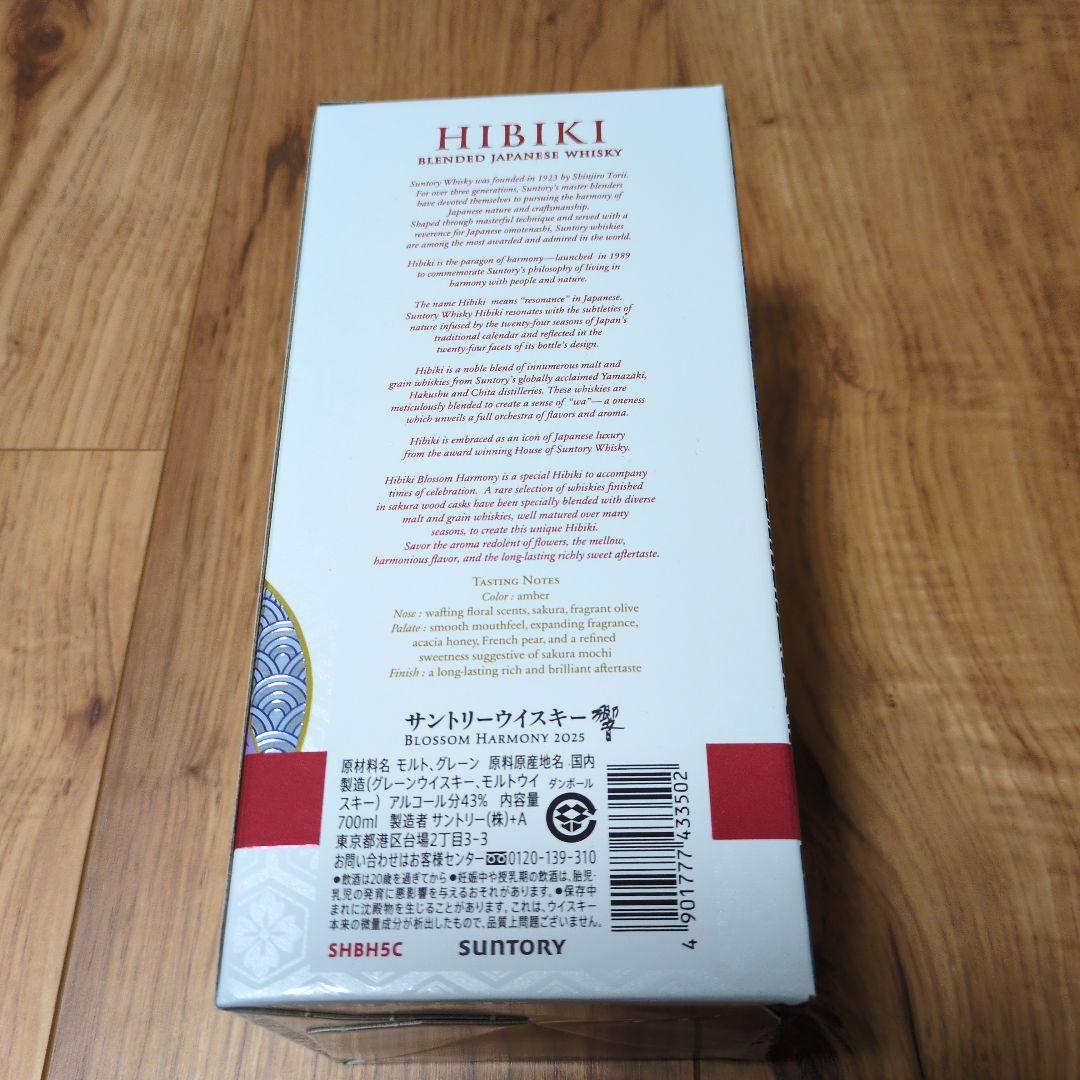 HIBIKI
BLENDED JAPANESE WHISKY
Suntory Whisky was founded in 1923 by Shinjiro Torii.
For over three generations, Suntory's master blenders
have devoted themselves to pursuing the harmony of
Japanese nature and craftsmanship.
Shaped through masterful technique and served with a
reverence for Japanese omotenashi, Suntory whiskies
are among the most awarded and admired in the world.
Hibiki is the paragon of harmony—launched in 1989
to commemorate Suntory's philosophy of living in
harmony with people and nature.
The name Hibiki means "resonance" in Japanese.
Suntory Whisky Hibiki resonates with the subtleties of
nature infused by the twenty-four seasons of Japan's
traditional calendar and reflected in the
twenty-four facets of its bottle's design.
Hibiki is a noble blend of innumerous malt and
grain whiskies from Suntory's globally acclaimed Yamazaki,
Hakushu and Chita distilleries. These whiskies are
meticulously blended to create a sense of "wa"—a oneness
which unveils a full orchestra of flavors and aroma.
Hibiki is embraced as an icon of Japanese luxury
from the award winning House of Suntory Whisky.
Hibiki Blossom Harmony is a special Hibiki to accompany
times of celebration. A rare selection of whiskies finished
in sakura wood casks have been specially blended with diverse
malt and grain whiskies, well matured over many
seasons, to create this unique Hibiki.
Savor the aroma redolent of flowers, the mellow,
harmonious flavor, and the long-lasting richly sweet aftertaste.
TASTING NOTES
Color : amber
Nose : wafting floral scents, sakura, fragrant olive
Palate : smooth mouthfeel, expanding fragrance,
acacia honey, French pear, and a refined
sweetness suggestive of sakura mochi
Finish : a long-lasting rich and brilliant aftertaste
サントリーウイスキー 響
BLOSSOM HARMONY 2025
原材料名 モルト、グレーン 原料原産地名 国内
製造(グレーンウイスキー、モルトウイ
スキー) アルコール分43% 内容量
700ml 製造者 サントリー(株)+A
東京都港区台場2丁目3-3
お問い合わせはお客様センター 0120-139-310
●飲酒は20歳を過ぎてから ●妊娠中や授乳期の飲酒は、胎児・
乳児の発育に悪影響を与えるおそれがあります。●保存中
まれに沈殿物を生じることがあります。これは、ウイスキー
本来の微量成分が析出したもので、品質上問題ございません。
ダンボール
4 901777 433502
SHBH5C
SUNTORY